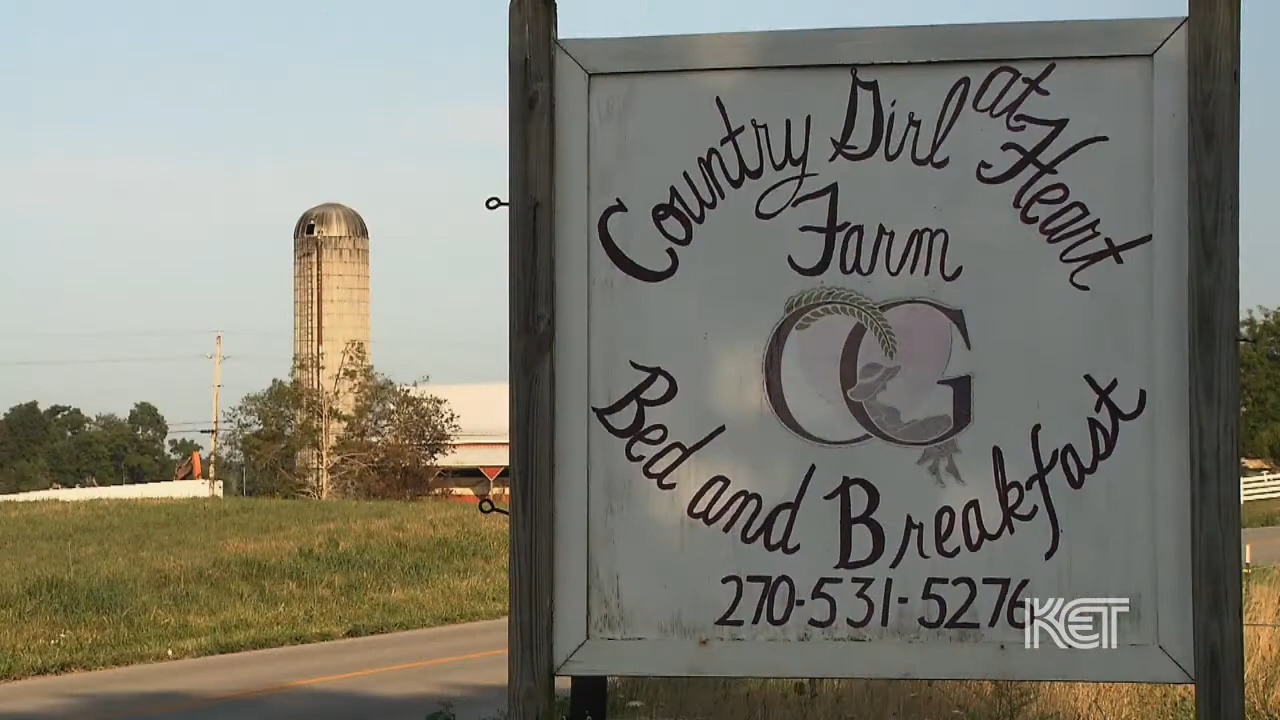 Country Girl at Heart
Farm
CG
Bed and Breakfast
270-531-5276
KET